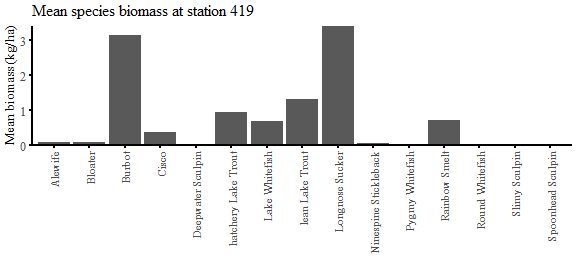 Mean species biomass at station 419
Mean biomass (kg/ha)
3
2
1
0
Alewife
Bloater
Burbot
Cisco
Deepwater Sculpin
hatchery Lake Trout
Lake Whitefish
lean Lake Trout
Longnose Sucker
Ninespine Stickleback
Pygmy Whitefish
Rainbow Smelt
Round Whitefish
Slimy Sculpin
Spoonhead Sculpin